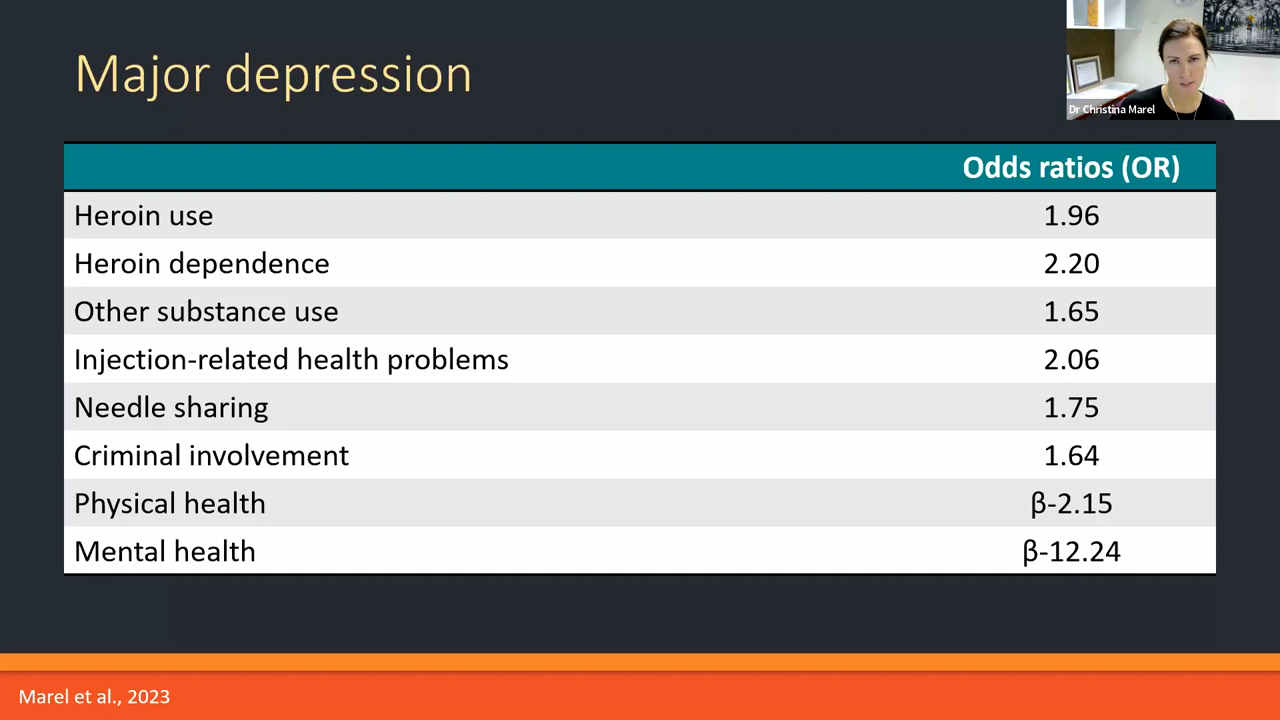 Major depression
Dr Christina Marel
Odds ratios (OR)
Heroin use 1.96
Heroin dependence 2.20
Other substance use 1.65
Injection-related health problems 2.06
Needle sharing 1.75
Criminal involvement 1.64
Physical health β-2.15
Mental health β-12.24
Marel et al., 2023